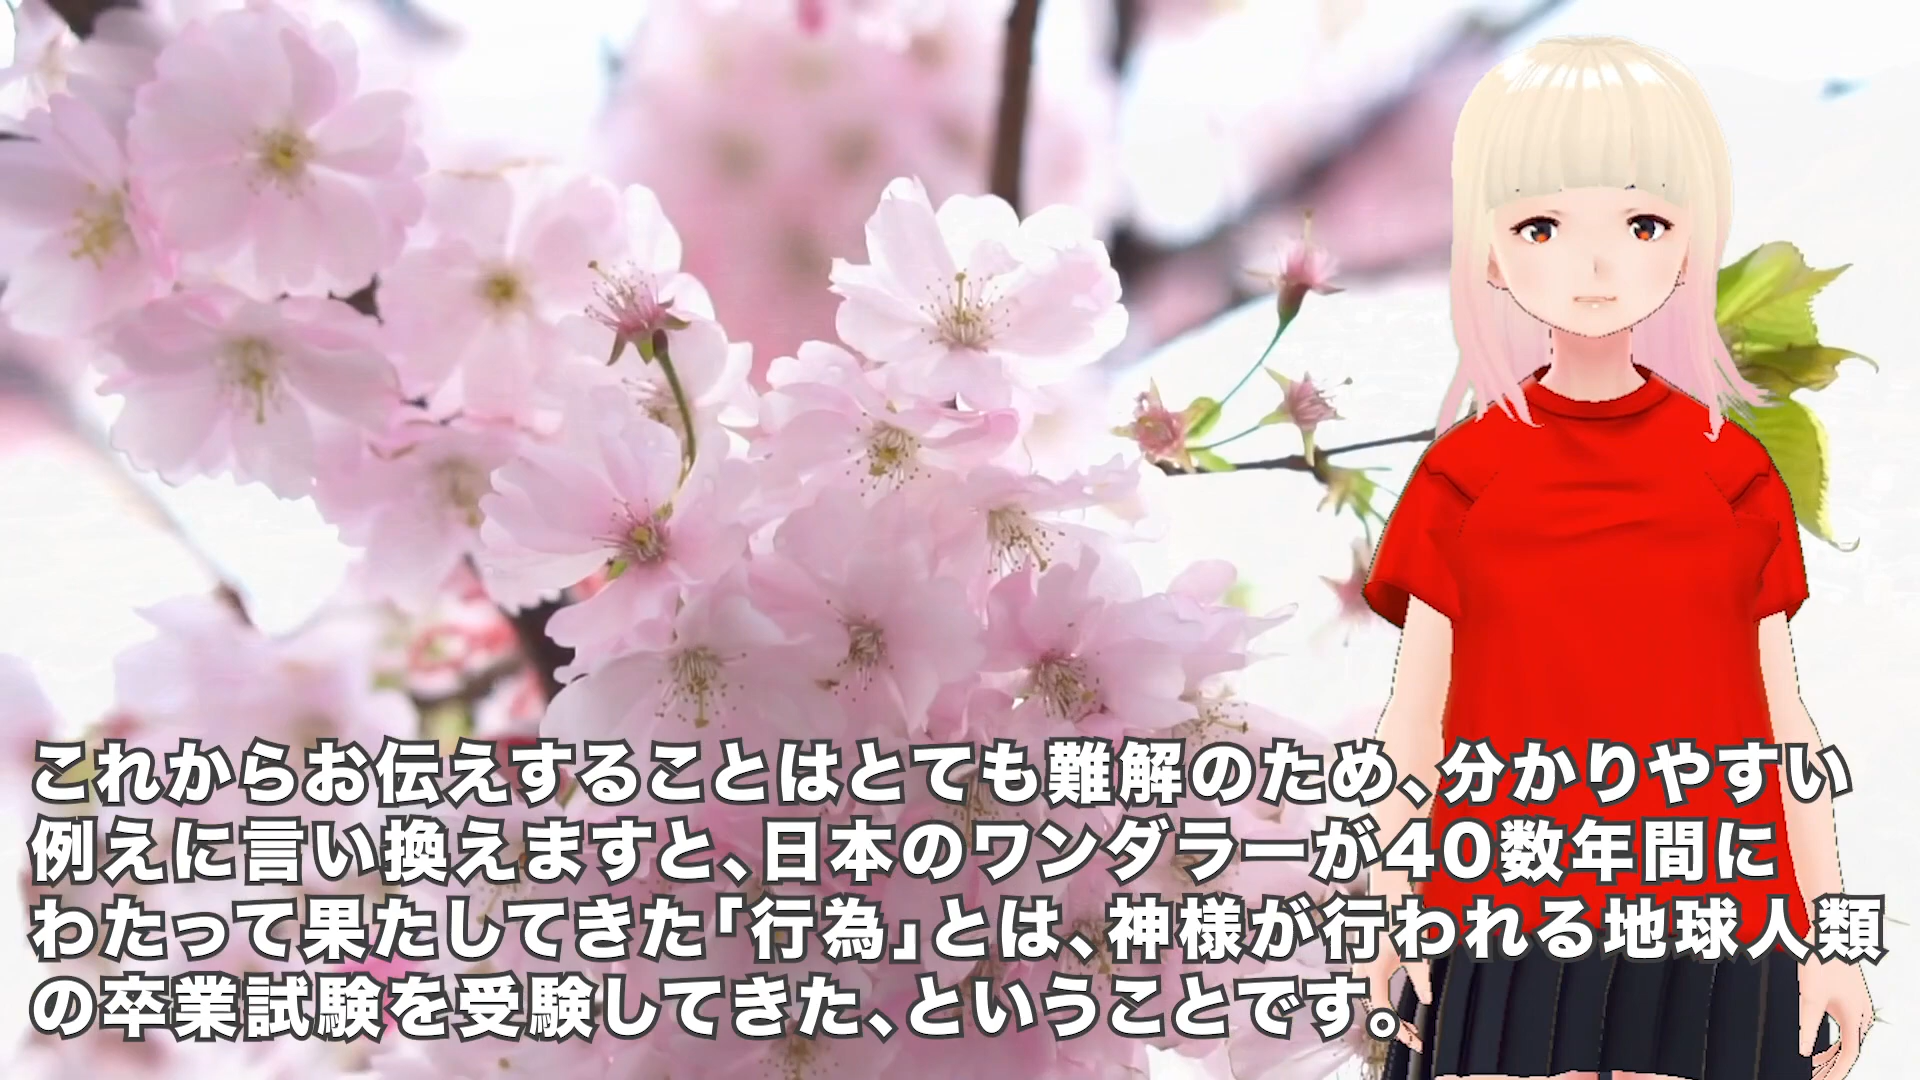 これからお伝えすることはとても難解のため、分かりやすい
例えに言い換えますと、日本のワンダラーが40数年間に
わたって果たしてきた「行為」とは、神様が行われる地球人類
の卒業試験を受験してきた、ということです。